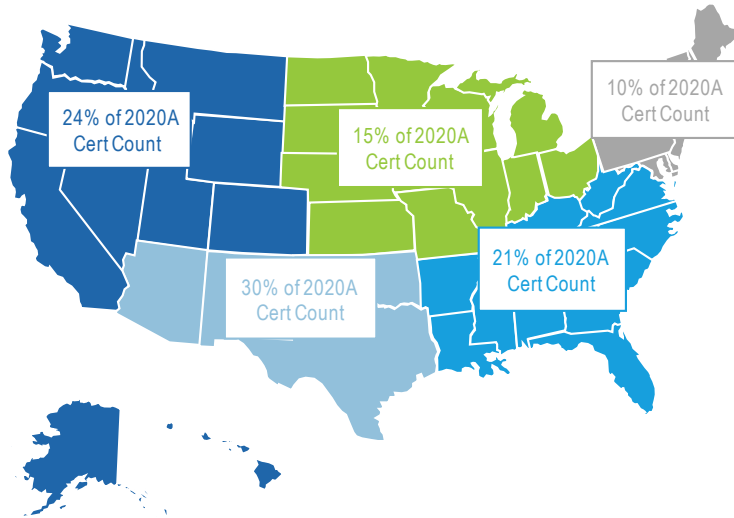 10% of 2020A
Cert Count
24% of 2020A
Cert Count
15% of 2020A
Cert Count
21% of 2020A
Cert Count
30% of 2020A
Cert Count